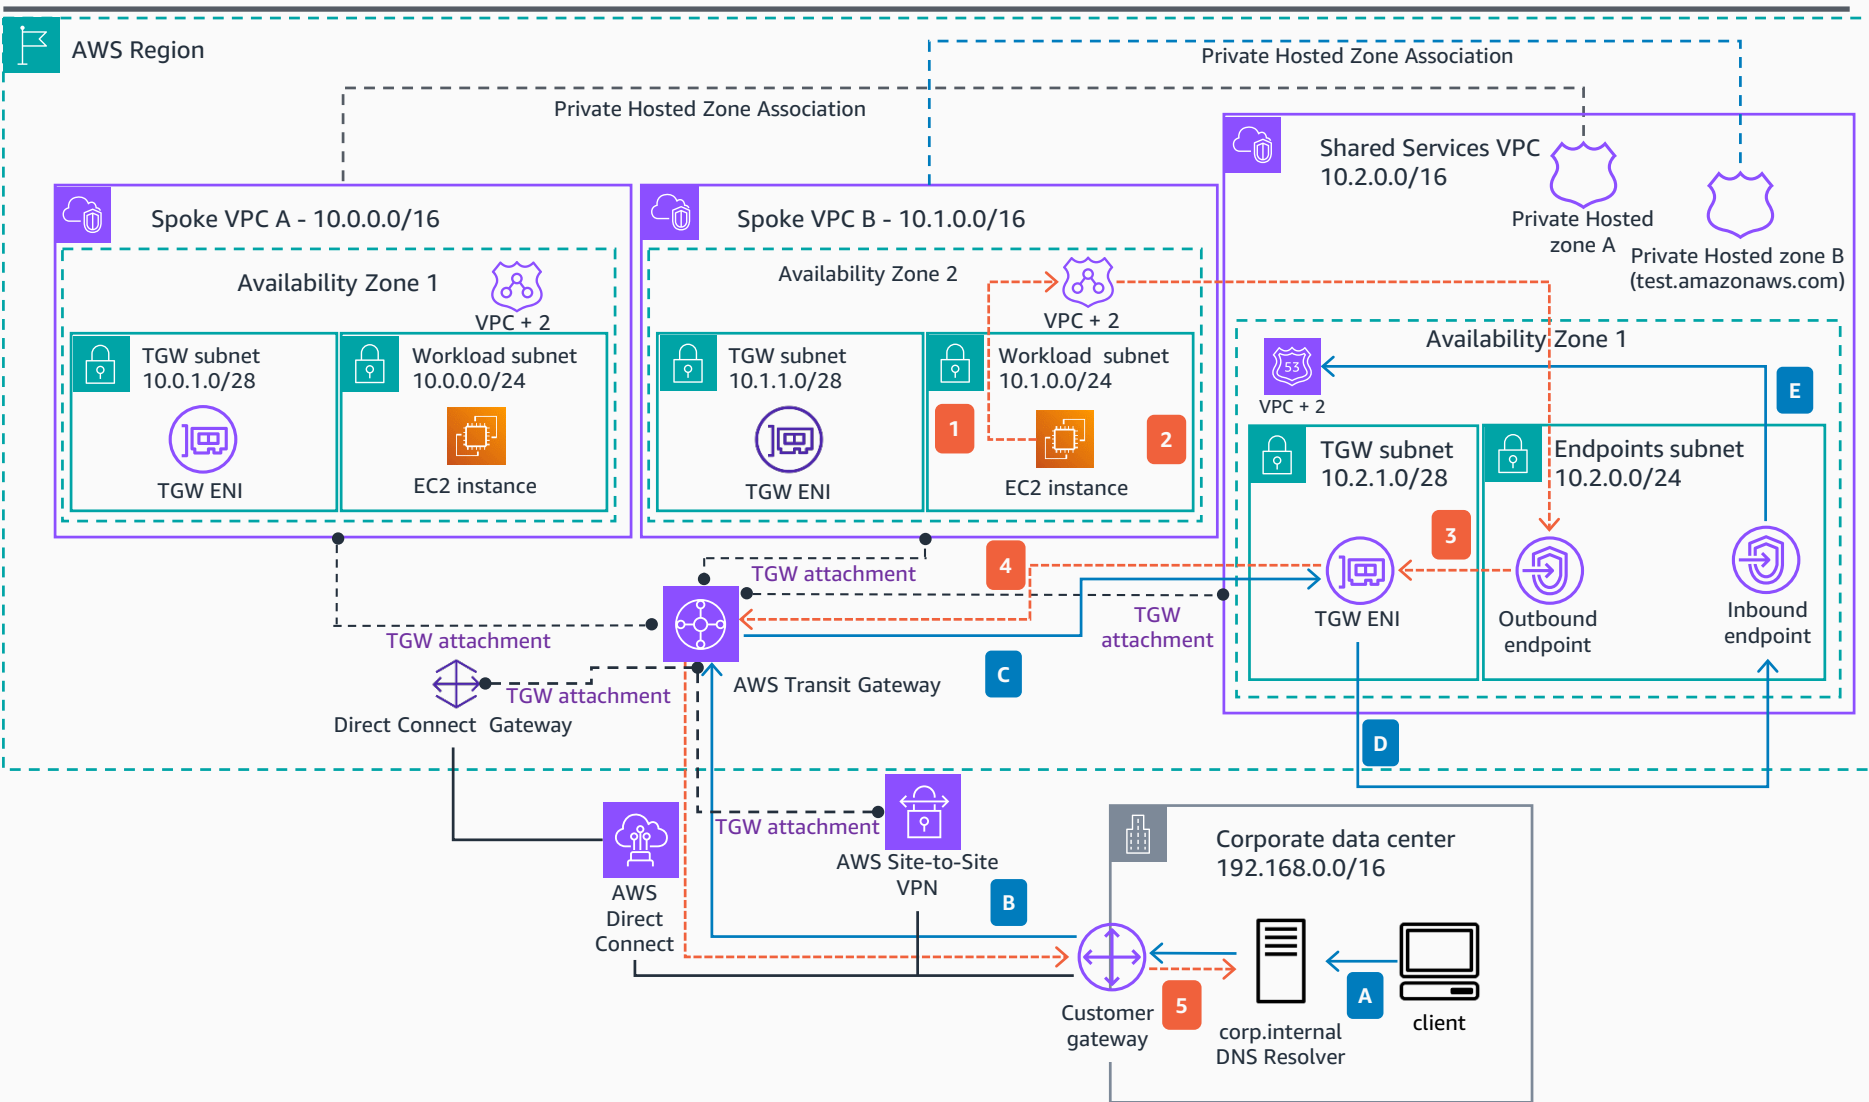 AWS Region
Private Hosted Zone Association
Private Hosted Zone Association
Shared Services VPC
10.2.0.0/16
Private Hosted
zone A
Private Hosted zone B
(test.amazonaws.com)
Spoke VPC A - 10.0.0.0/16
Availability Zone 1
VPC + 2
TGW subnet
10.0.1.0/28
TGW ENI
Workload subnet
10.0.0.0/24
EC2 instance
Spoke VPC B - 10.1.0.0/16
Availability Zone 2
VPC + 2
TGW subnet
10.1.1.0/28
TGW ENI
Workload subnet
10.1.0.0/24
1
2
EC2 instance
Availability Zone 1
53
VPC + 2
E
TGW subnet
10.2.1.0/28
Endpoints subnet
10.2.0.0/24
3
TGW ENI
Outbound
endpoint
Inbound
endpoint
4
TGW attachment
TGW
attachment
TGW attachment
C
AWS Transit Gateway
TGW attachment
Direct Connect Gateway
D
TGW attachment
AWS Site-to-Site
VPN
AWS
Direct
Connect
B
Corporate data center
192.168.0.0/16
Customer
gateway
5
corp.internal
DNS Resolver
A
client